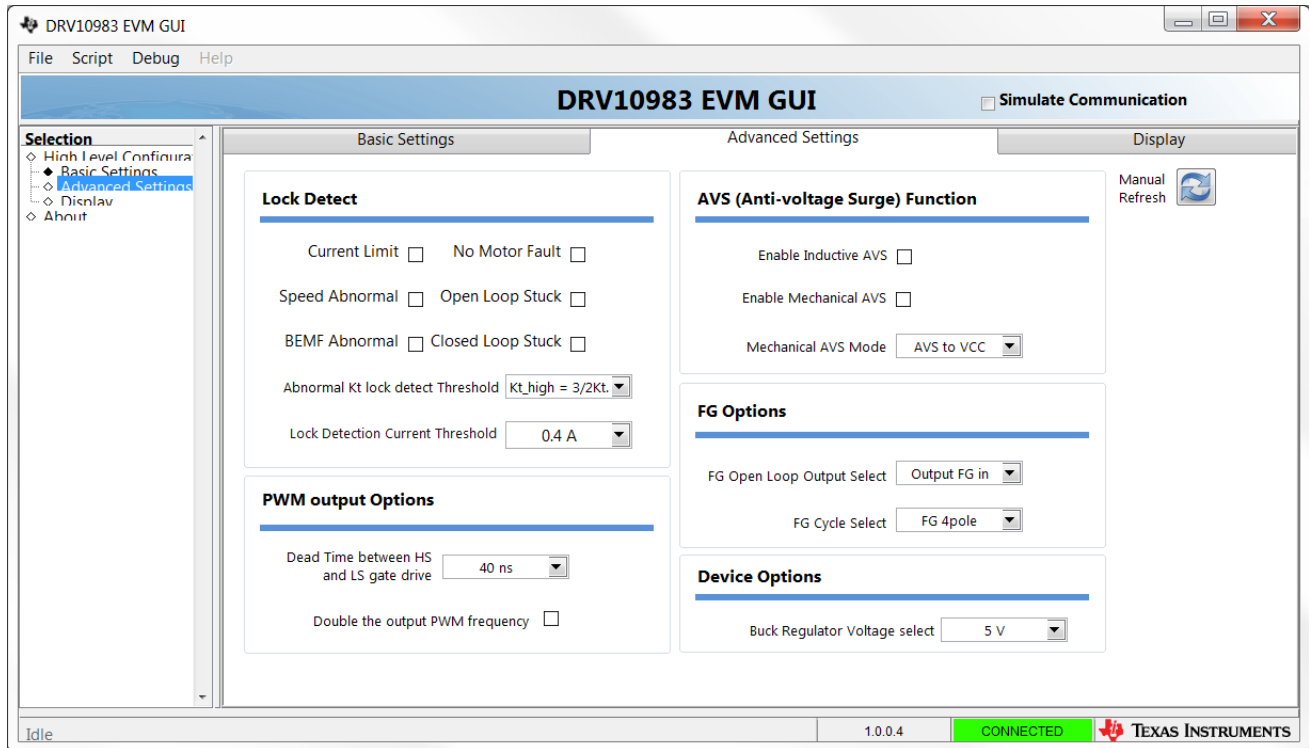 DRV10983 EVM GUI
File Script Debug Help
DRV10983 EVM GUI
Simulate Communication
Selection
High Level Configura
Basic Settings
Advanced Settings
Display
About
Basic Settings
Advanced Settings
Display
Manual
Refresh
Lock Detect
Current Limit
No Motor Fault
Speed Abnormal
Open Loop Stuck
BEMF Abnormal
Closed Loop Stuck
Abnormal Kt lock detect Threshold
Kt_high = 3/2Kt.
Lock Detection Current Threshold
0.4 A
PWM output Options
Dead Time between HS
and LS gate drive
40 ns
Double the output PWM frequency
AVS (Anti-voltage Surge) Function
Enable Inductive AVS
Enable Mechanical AVS
Mechanical AVS Mode
AVS to VCC
FG Options
FG Open Loop Output Select
Output FG in
FG Cycle Select
FG 4pole
Device Options
Buck Regulator Voltage select
5 V
Idle
1.0.0.4
CONNECTED
TEXAS INSTRUMENTS